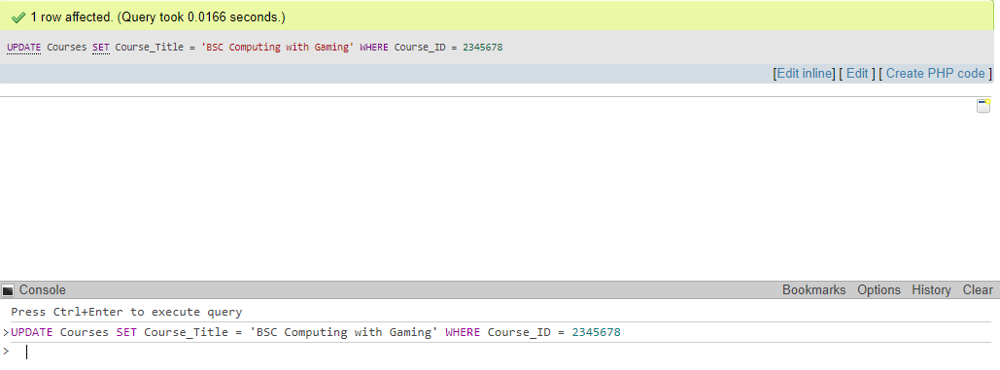 1 row affected. (Query took 0.0166 seconds.)
UPDATE Courses SET Course_Title = 'BSC Computing with Gaming' WHERE Course_ID = 2345678
[Edit inline] [ Edit ] [ Create PHP code ]
Console Bookmarks Options History Clear
Press Ctrl+Enter to execute query
>UPDATE Courses SET Course_Title = 'BSC Computing with Gaming' WHERE Course_ID = 2345678
>